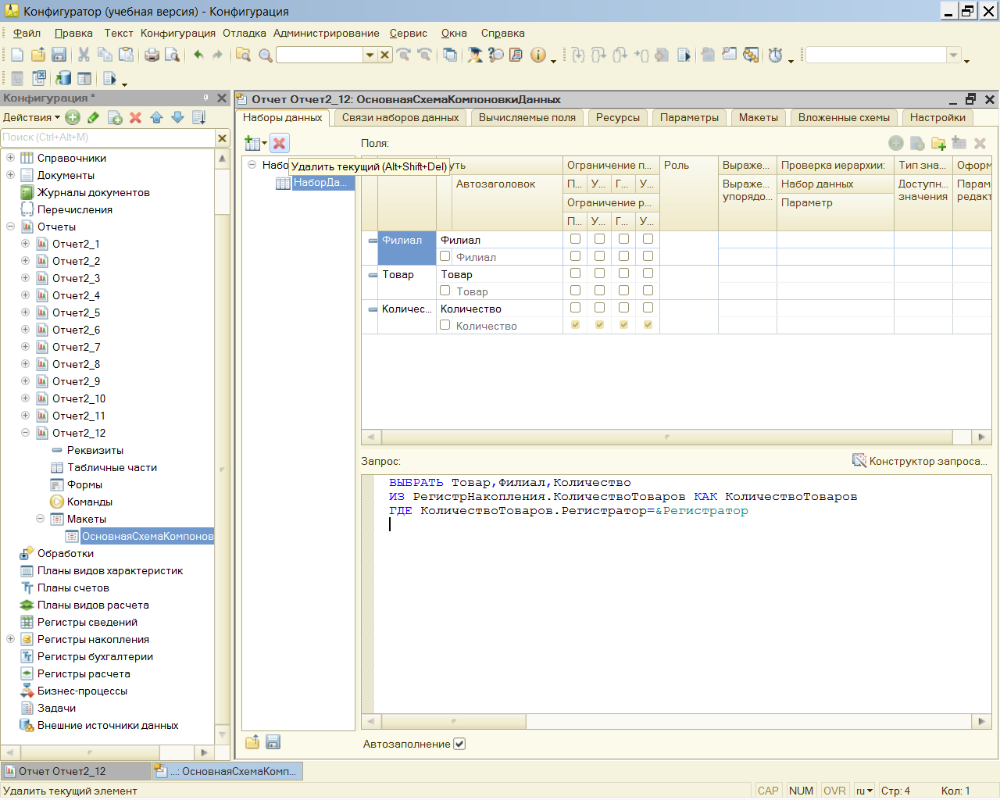 Конфигуратор (учебная версия) - Конфигурация
Файл Правка Текст Конфигурация Отладка Администрирование Сервис Окна Справка
Конфигурация *
Действия
Поиск (Ctrl+Alt+M)
Справочники
Документы
Журналы документов
Перечисления
Отчеты
Отчет2_1
Отчет2_2
Отчет2_3
Отчет2_4
Отчет2_5
Отчет2_6
Отчет2_7
Отчет2_8
Отчет2_9
Отчет2_10
Отчет2_11
Отчет2_12
Реквизиты
Табличные части
Формы
Команды
Макеты
ОсновнаяСхемаКомпонов
Обработки
Планы видов характеристик
Планы счетов
Планы видов расчета
Регистры сведений
Регистры накопления
Регистры бухгалтерии
Регистры расчета
Бизнес-процессы
Задачи
Внешние источники данных
Отчет Отчет2_12: ОсновнаяСхемаКомпоновкиДанных
Наборы данных Связи наборов данных Вычисляемые поля Ресурсы Параметры Макеты Вложенные схемы Настройки
Поля:
Набо
НаборДа...
Удалить текущий (Alt+Shift+Del)
уть Ограничение п... Роль Выраже... Проверка иерархии: Тип зна... Оформ
Автозаголовок П... У... Г... У... Выраже... упорядо... Набор данных Доступн... значения Парам редакт
Ограничение р... Параметр
П... У... Г... У...
Филиал Филиал
Филиал
Товар Товар
Товар
Количес... Количество
Количество
Запрос: Конструктор запроса...
ВЫБРАТЬ Товар,Филиал,Количество
ИЗ РегистрНакопления.КоличествоТоваров КАК КоличествоТоваров
ГДЕ КоличествоТоваров.Регистратор=&Регистратор
Автозаполнение
Отчет Отчет2_12 ...: ОсновнаяСхемаКомп...
Удалить текущий элемент CAP NUM OVR ru Стр: 4 Кол: 1